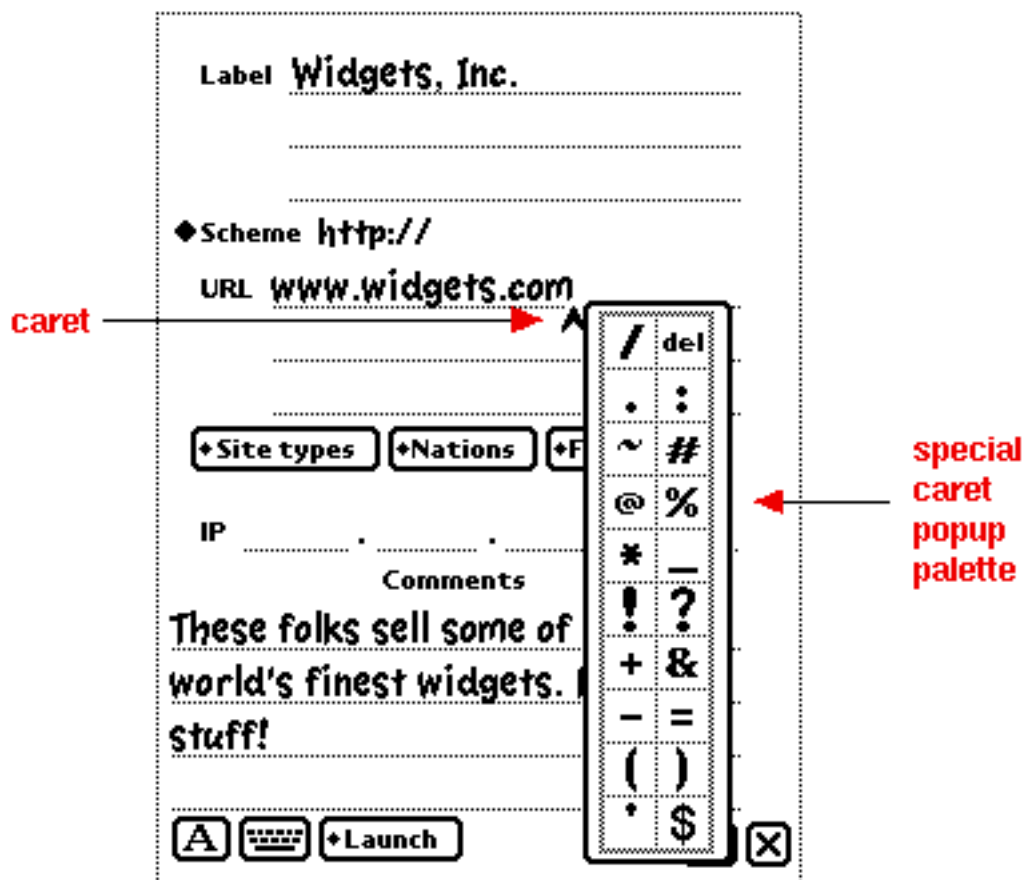 Label Widgets, Inc.
◆Scheme http://
URL www.widgets.com
caret
/ del
. :
~ #
@ %
* _
! ?
+ &
- =
( )
' $
special
caret
popup
palette
Site types Nations F
IP . .
Comments
These folks sell some of
world's finest widgets.
stuff!
A Launch X